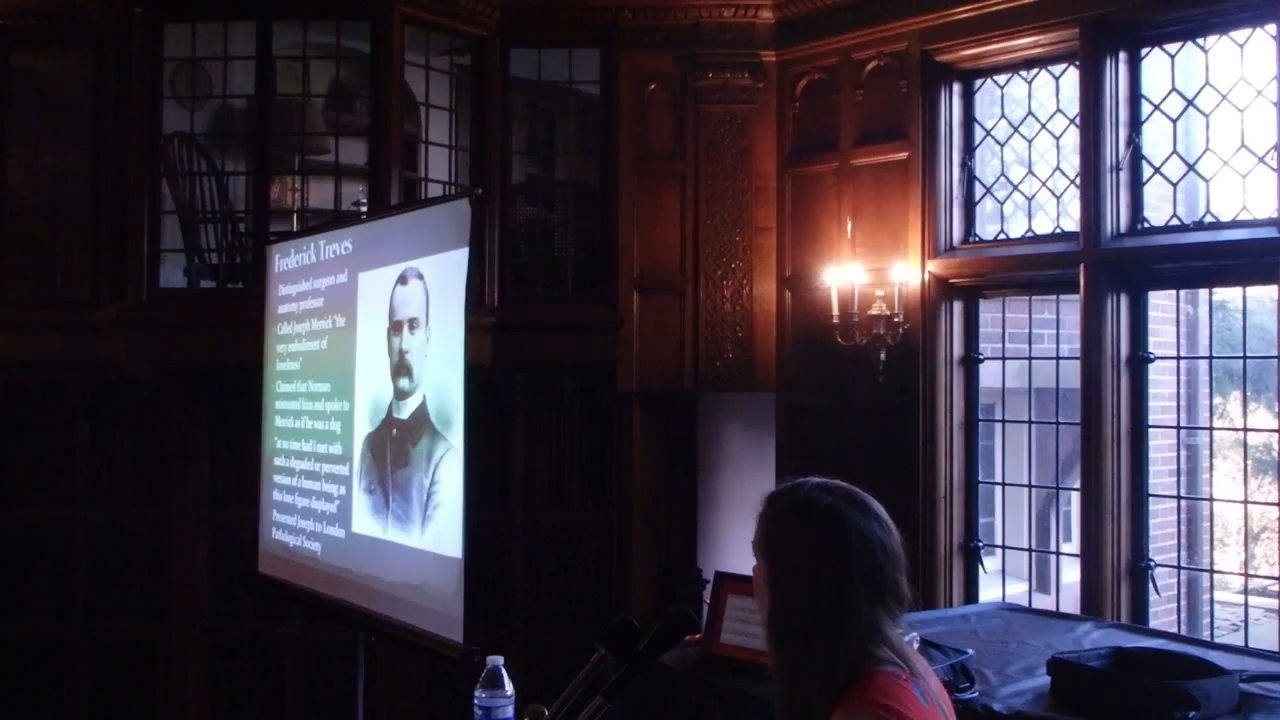 Frederick Treves
Distinguished surgeon and
anatomy professor
Called Joseph Merrick "the
very embodiment of
loneliness"
Claimed that Norman
mistreated him and spoke to
Merrick as if he was a dog
"at no time had I met with
such a degraded or perverted
version of a human being as
this lone figure displayed"
Presented Joseph to London
Pathological Society